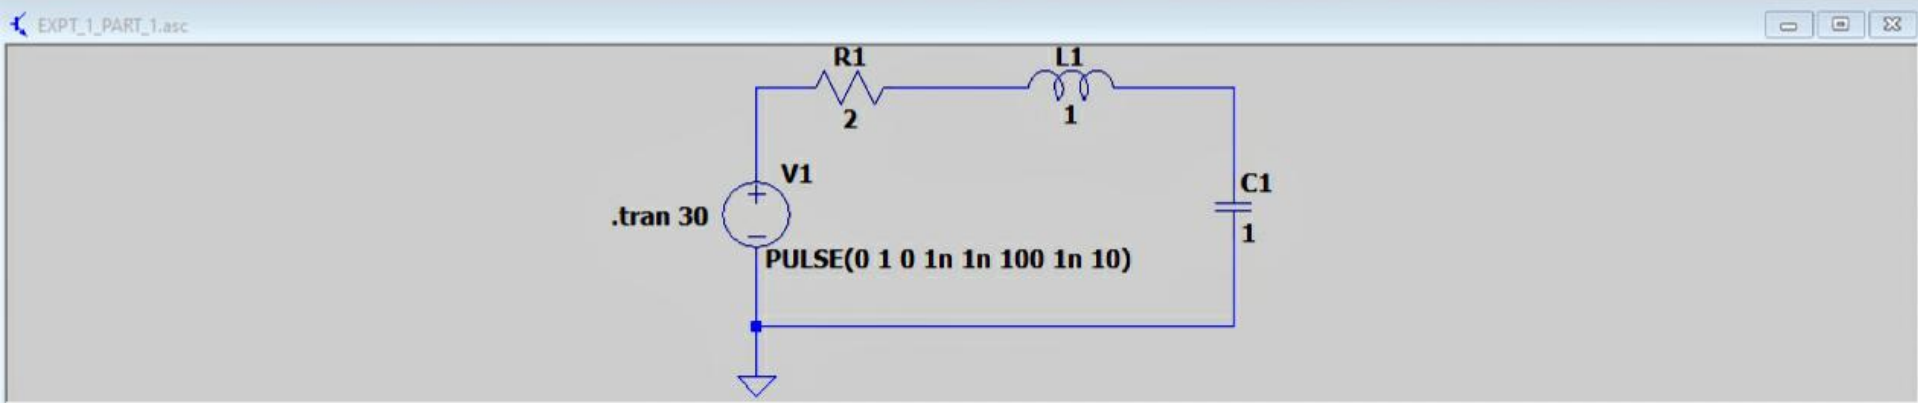 EXPT_1_PART_1.asc
R1
L1
2
1
V1
C1
.tran 30
1
PULSE(0 1 0 1n 1n 100 1n 10)